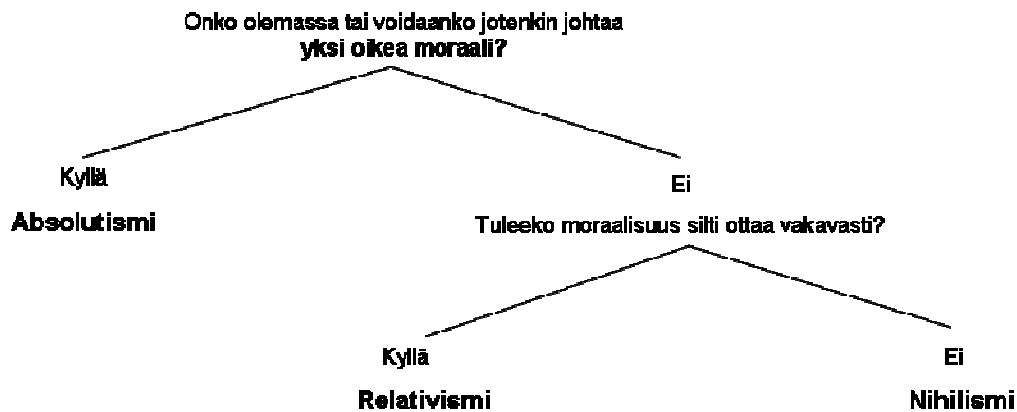 Onko olemassa tai voidaanko jotenkin johtaa
yksi oikea moraali?
Kyllä
Ei
Absolutismi
Tuleeko moraalisuus silti ottaa vakavasti?
Kyllä
Ei
Relativismi
Nihilismi